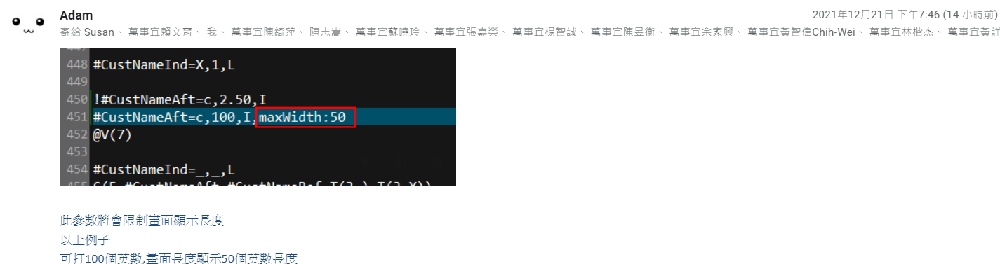 Adam
2021年12月21日 下午7:46 (14 小時前)
寄給 Susan、 萬事宜賴文育、 我、 萬事宜陳綺萍、 陳志嵩、 萬事宜蘇曉玲、 萬事宜張嘉榮、 萬事宜楊智誠、 萬事宜陳昱衡、 萬事宜余家興、 萬事宜黃智偉Chih-Wei、 萬事宜林楷杰、 萬事宜黃詳
447
448 #CustNameInd=X,1,L
449
450 !#CustNameAft=c,2.50,I
451 #CustNameAft=c,100,I,maxWidth:50
452 @V(7)
453
454 #CustNameInd=_,_,L
此參數將會限制畫面顯示長度
以上例子
可打100個英數,畫面長度顯示50個英數長度